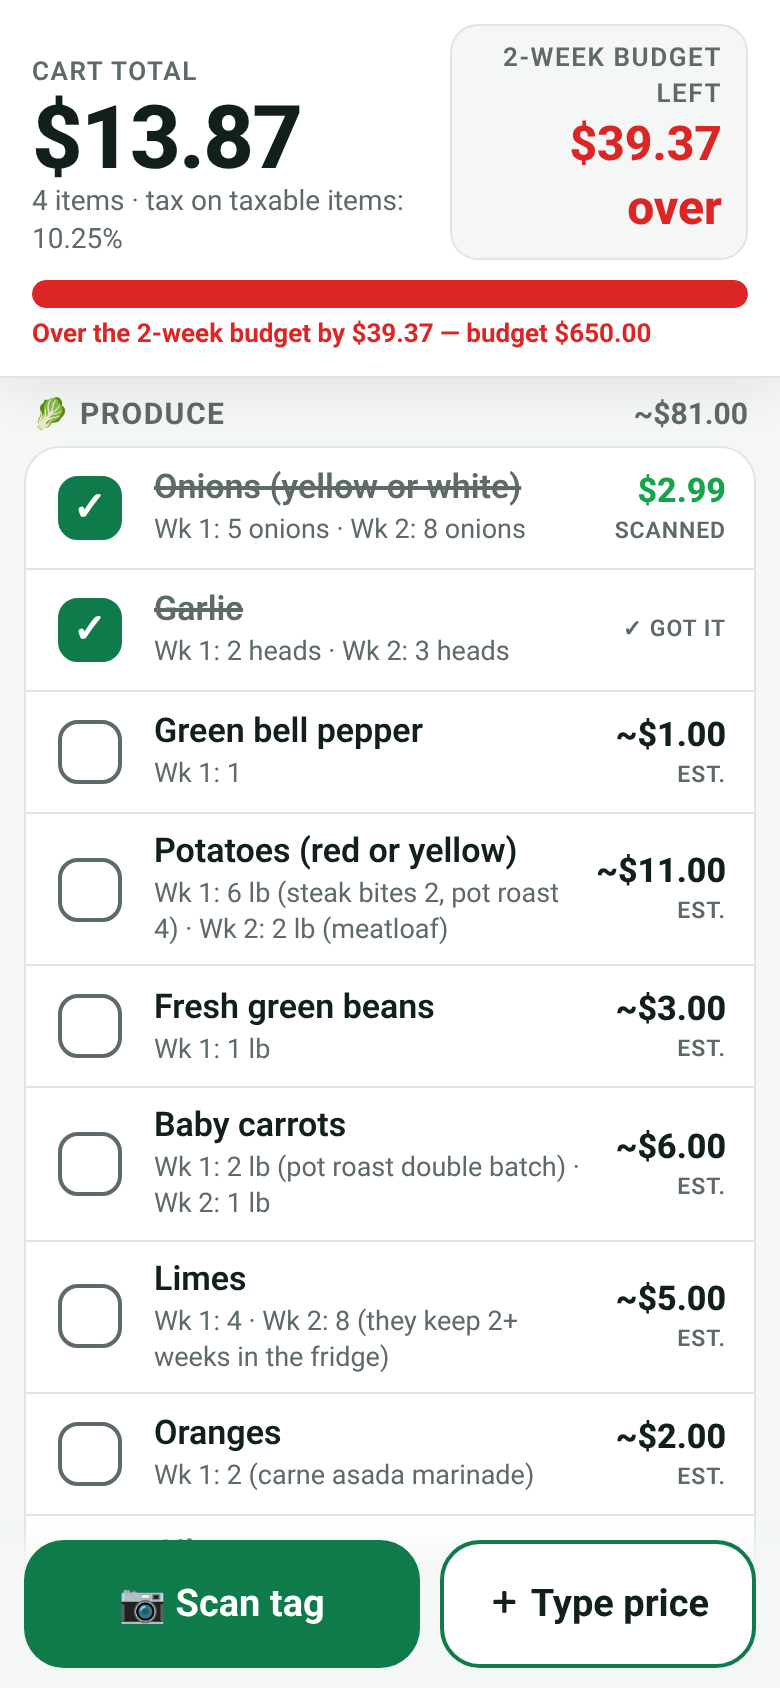 CART TOTAL
$13.87
4 items · tax on taxable items:
10.25%
2-WEEK BUDGET
LEFT
$39.37
over
Over the 2-week budget by $39.37 — budget $650.00
PRODUCE ~$81.00
✓ Onions (yellow or white) $2.99
Wk 1: 5 onions · Wk 2: 8 onions SCANNED
✓ Garlic
Wk 1: 2 heads · Wk 2: 3 heads ✓ GOT IT
Green bell pepper ~$1.00
Wk 1: 1 EST.
Potatoes (red or yellow) ~$11.00
Wk 1: 6 lb (steak bites 2, pot roast
4) · Wk 2: 2 lb (meatloaf) EST.
Fresh green beans ~$3.00
Wk 1: 1 lb EST.
Baby carrots ~$6.00
Wk 1: 2 lb (pot roast double batch) ·
Wk 2: 1 lb EST.
Limes ~$5.00
Wk 1: 4 · Wk 2: 8 (they keep 2+
weeks in the fridge) EST.
Oranges ~$2.00
Wk 1: 2 (carne asada marinade) EST.
Scan tag
+ Type price